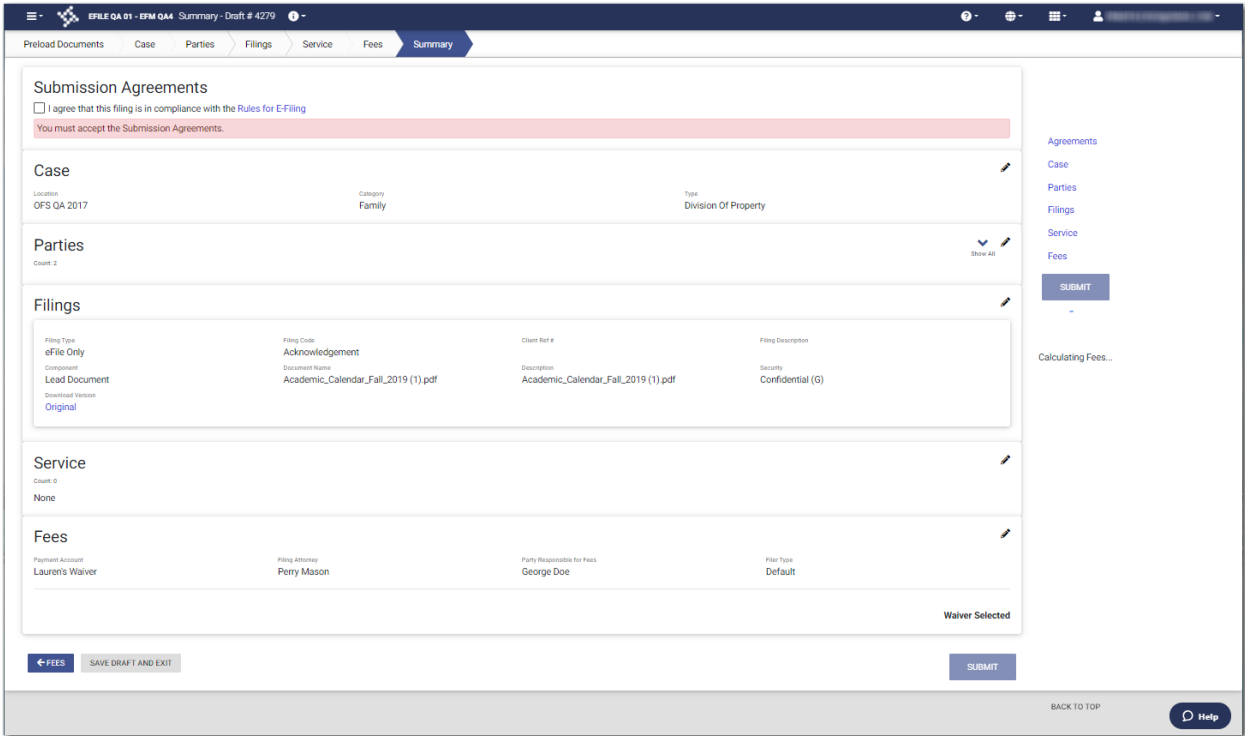 EFILE QA 01 - EFM QA4 Summary - Draft # 4279
Preload Documents Case Parties Filings Service Fees Summary
Submission Agreements
I agree that this filing is in compliance with the Rules for E-Filing
You must accept the Submission Agreements.
Agreements
Case
Parties
Filings
Service
Fees
SUBMIT
-
Calculating Fees...
Case
Location Category Type
OFS QA 2017 Family Division Of Property
Parties
Count: 2
Show All
Filings
Filing Type Filing Code Client Ref # Filing Description
eFile Only Acknowledgement
Component Document Name Description Security
Lead Document Academic_Calendar_Fall_2019 (1).pdf Academic_Calendar_Fall_2019 (1).pdf Confidential (G)
Download Version
Original
Service
Count: 0
None
Fees
Payment Account Filing Attorney Party Responsible for Fees Filer Type
Lauren's Waiver Perry Mason George Doe Default
Waiver Selected
FEES SAVE DRAFT AND EXIT SUBMIT
BACK TO TOP
Help